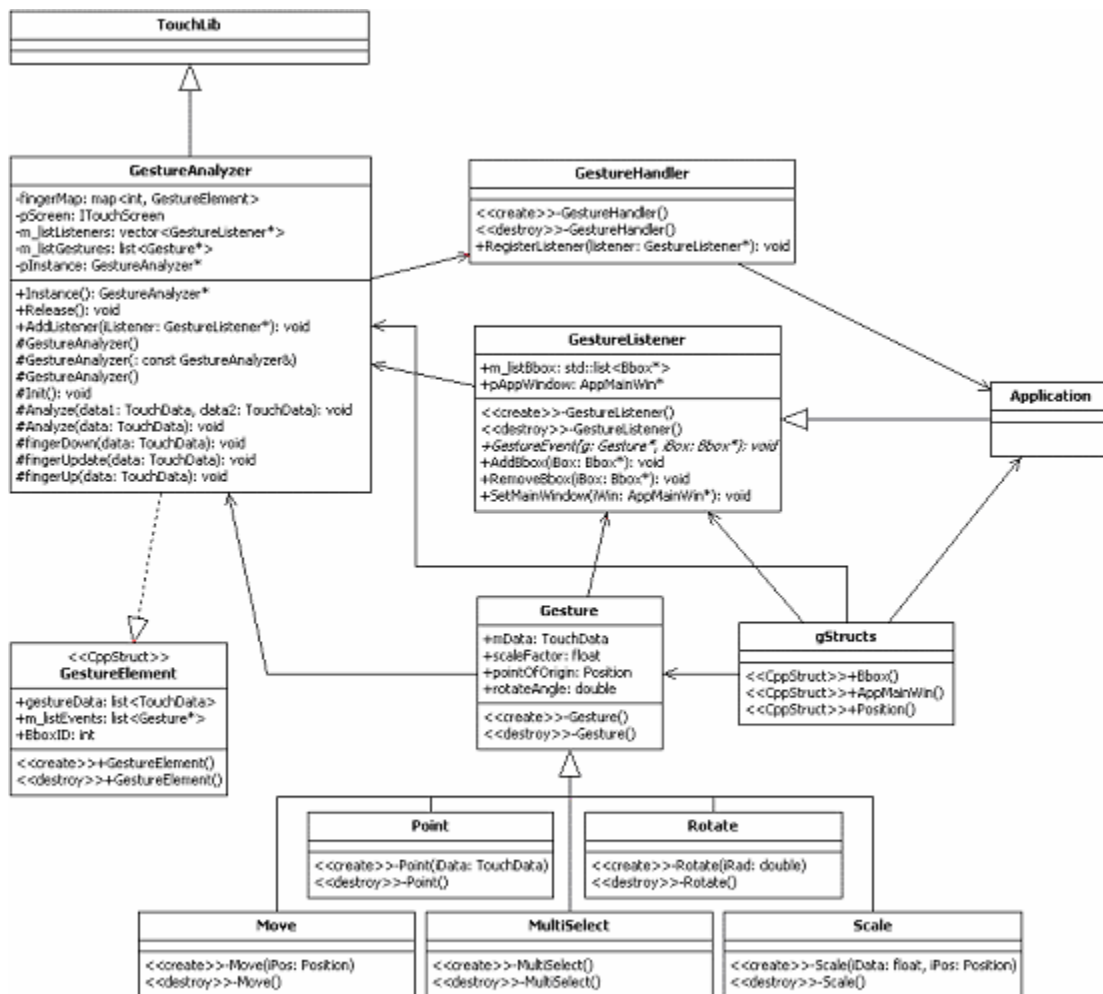 TouchLib
GestureAnalyzer
-fingerMap: map<int, GestureElement>
-pScreen: ITouchScreen
-m_listListeners: vector<GestureListener*>
-m_listGestures: list<Gesture*>
-pInstance: GestureAnalyzer*
+Instance(): GestureAnalyzer*
+Release(): void
+AddListener(iListener: GestureListener*): void
#GestureAnalyzer()
#GestureAnalyzer(: const GestureAnalyzer&)
#GestureAnalyzer()
#Init(): void
#Analyze(data1: TouchData, data2: TouchData): void
#Analyze(data: TouchData): void
#fingerDown(data: TouchData): void
#fingerUpdate(data: TouchData): void
#fingerUp(data: TouchData): void
GestureHandler
<<create>>-GestureHandler()
<<destroy>>-GestureHandler()
+RegisterListener(listener: GestureListener*): void
GestureListener
+m_listBbox: std::list<Bbox*>
+pAppWindow: AppMainWin*
<<create>>-GestureListener()
<<destroy>>-GestureListener()
+GestureEvent(g: Gesture*, iBox: Bbox*): void
+AddBbox(iBox: Bbox*): void
+RemoveBbox(iBox: Bbox*): void
+SetMainWindow(iWin: AppMainWin*): void
Application
<<CppStruct>>
GestureElement
+gestureData: list<TouchData>
+m_listEvents: list<Gesture*>
+BboxID: int
<<create>>+GestureElement()
<<destroy>>+GestureElement()
Gesture
+mData: TouchData
+scaleFactor: float
+pointOfOrigin: Position
+rotateAngle: double
<<create>>-Gesture()
<<destroy>>-Gesture()
gStructs
<<CppStruct>>+Bbox()
<<CppStruct>>+AppMainWin()
<<CppStruct>>+Position()
Point
<<create>>-Point(iData: TouchData)
<<destroy>>-Point()
Rotate
<<create>>-Rotate(iRad: double)
<<destroy>>-Rotate()
Move
<<create>>-Move(iPos: Position)
<<destroy>>-Move()
MultiSelect
<<create>>-MultiSelect()
<<destroy>>-MultiSelect()
Scale
<<create>>-Scale(iData: float, iPos: Position)
<<destroy>>-Scale()